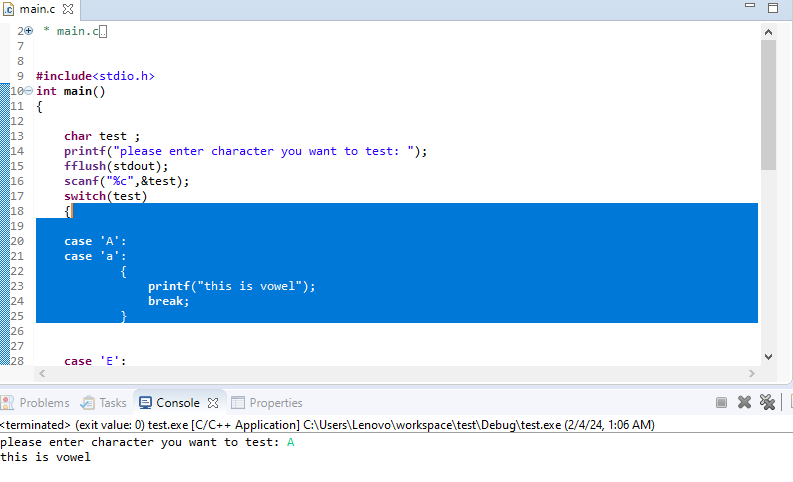 main.c
2 * main.c
7
8
9 #include<stdio.h>
10 int main()
11 {
12
13 char test ;
14 printf("please enter character you want to test: ");
15 fflush(stdout);
16 scanf("%c",&test);
17 switch(test)
18 {
19
20 case 'A':
21 case 'a':
22 {
23 printf("this is vowel");
24 break;
25 }
26
27
28 case 'E':
Problems Tasks Console Properties
<terminated> (exit value: 0) test.exe [C/C++ Application] C:\Users\Lenovo\workspace\test\Debug\test.exe (2/4/24, 1:06 AM)
please enter character you want to test: A
this is vowel